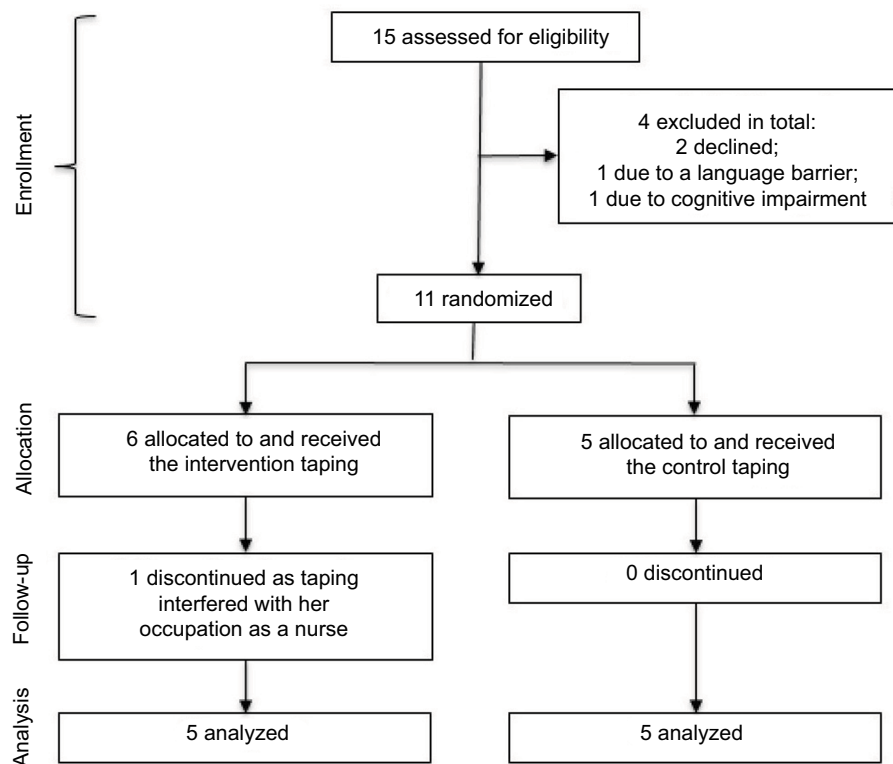 15 assessed for eligibility
Enrollment
4 excluded in total:
2 declined;
1 due to a language barrier;
1 due to cognitive impairment
11 randomized
Allocation
6 allocated to and received
the intervention taping
5 allocated to and received
the control taping
Follow-up
1 discontinued as taping
interfered with her
occupation as a nurse
0 discontinued
Analysis
5 analyzed
5 analyzed